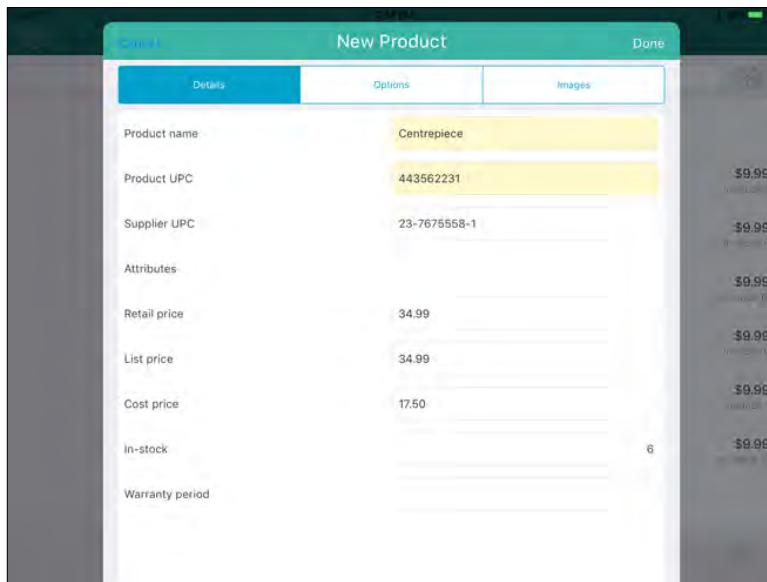 Cancel New Product Done
Details Options Images
Product name Centrepiece
Product UPC 443562231
$9.99
Supplier UPC 23-7675558-1
$9.99
Attributes
$9.99
Retail price 34.99
$9.99
List price 34.99
$9.99
Cost price 17.50
In-stock 6
$9.99
Warranty period